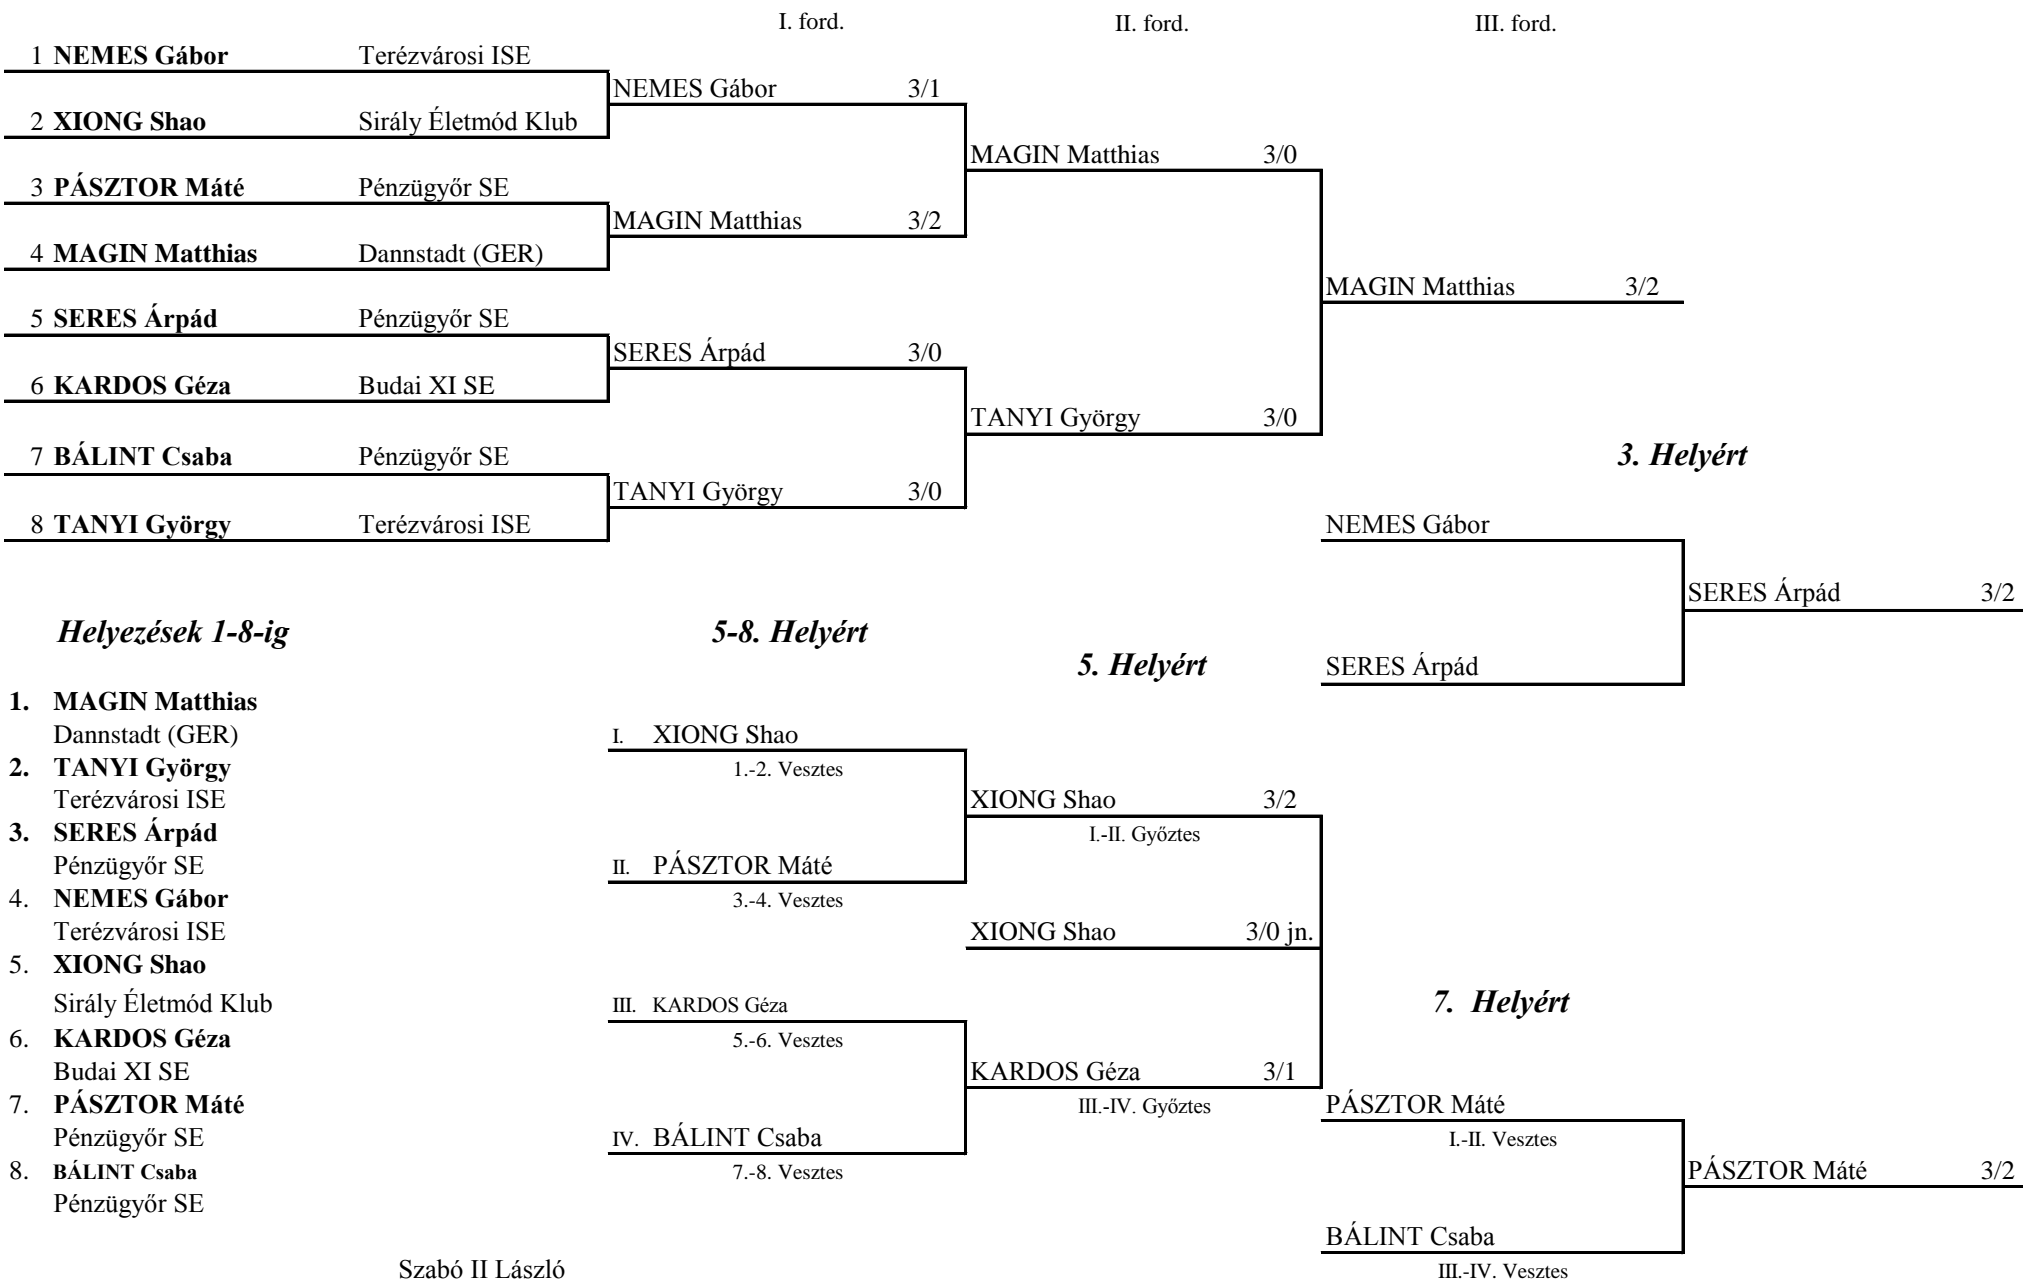 I. ford. II. ford. III. ford.
1 NEMES Gábor Terézvárosi ISE
NEMES Gábor 3/1
2 XIONG Shao Sirály Életmód Klub
MAGIN Matthias 3/0
3 PÁSZTOR Máté Pénzügyőr SE
MAGIN Matthias 3/2
4 MAGIN Matthias Dannstadt (GER)
MAGIN Matthias 3/2
5 SERES Árpád Pénzügyőr SE
SERES Árpád 3/0
6 KARDOS Géza Budai XI SE
TANYI György 3/0
7 BÁLINT Csaba Pénzügyőr SE 3. Helyért
TANYI György 3/0
8 TANYI György Terézvárosi ISE NEMES Gábor
SERES Árpád 3/2
Helyezések 1-8-ig 5-8. Helyért
5. Helyért SERES Árpád
1. MAGIN Matthias
Dannstadt (GER) I. XIONG Shao
2. TANYI György 1.-2. Vesztes
Terézvárosi ISE XIONG Shao 3/2
3. SERES Árpád I.-II. Győztes
Pénzügyőr SE II. PÁSZTOR Máté
4. NEMES Gábor 3.-4. Vesztes
Terézvárosi ISE XIONG Shao 3/0 jn.
5. XIONG Shao
Sirály Életmód Klub III. KARDOS Géza 7. Helyért
6. KARDOS Géza 5.-6. Vesztes
Budai XI SE KARDOS Géza 3/1
7. PÁSZTOR Máté III.-IV. Győztes PÁSZTOR Máté
Pénzügyőr SE IV. BÁLINT Csaba I.-II. Vesztes
8. BÁLINT Csaba 7.-8. Vesztes PÁSZTOR Máté 3/2
Pénzügyőr SE
BÁLINT Csaba
Szabó II László III.-IV. Vesztes